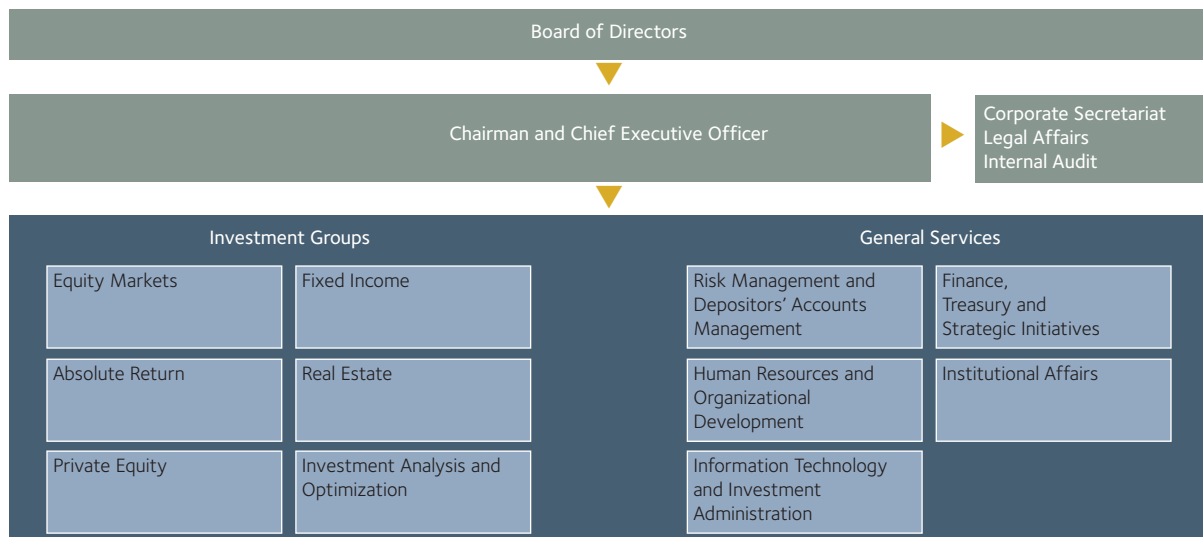 Board of Directors
Chairman and Chief Executive Officer
Corporate Secretariat
Legal Affairs
Internal Audit
Investment Groups
Equity Markets
Fixed Income
Absolute Return
Real Estate
Private Equity
Investment Analysis and
Optimization
General Services
Risk Management and
Depositors’ Accounts
Management
Finance,
Treasury and
Strategic Initiatives
Human Resources and
Organizational
Development
Institutional Affairs
Information Technology
and Investment
Administration